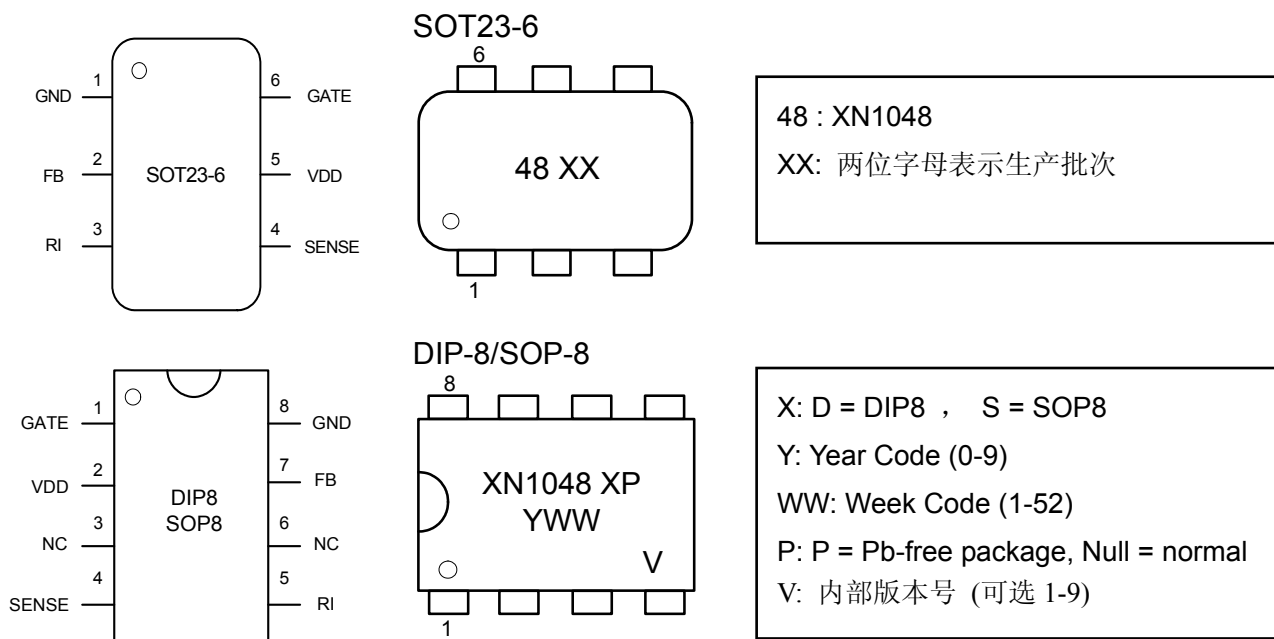 SOT23-6
1
GND
2
FB
3
RI
SOT23-6
6
GATE
5
VDD
4
SENSE
6
48 XX
1
48 : XN1048
XX: 两位字母表示生产批次
DIP-8/SOP-8
1
GATE
2
VDD
3
NC
4
SENSE
DIP8
SOP8
8
GND
7
FB
6
NC
5
RI
8
XN1048 XP
YWW
V
1
X: D = DIP8 ， S = SOP8
Y: Year Code (0-9)
WW: Week Code (1-52)
P: P = Pb-free package, Null = normal
V: 内部版本号 (可选 1-9)